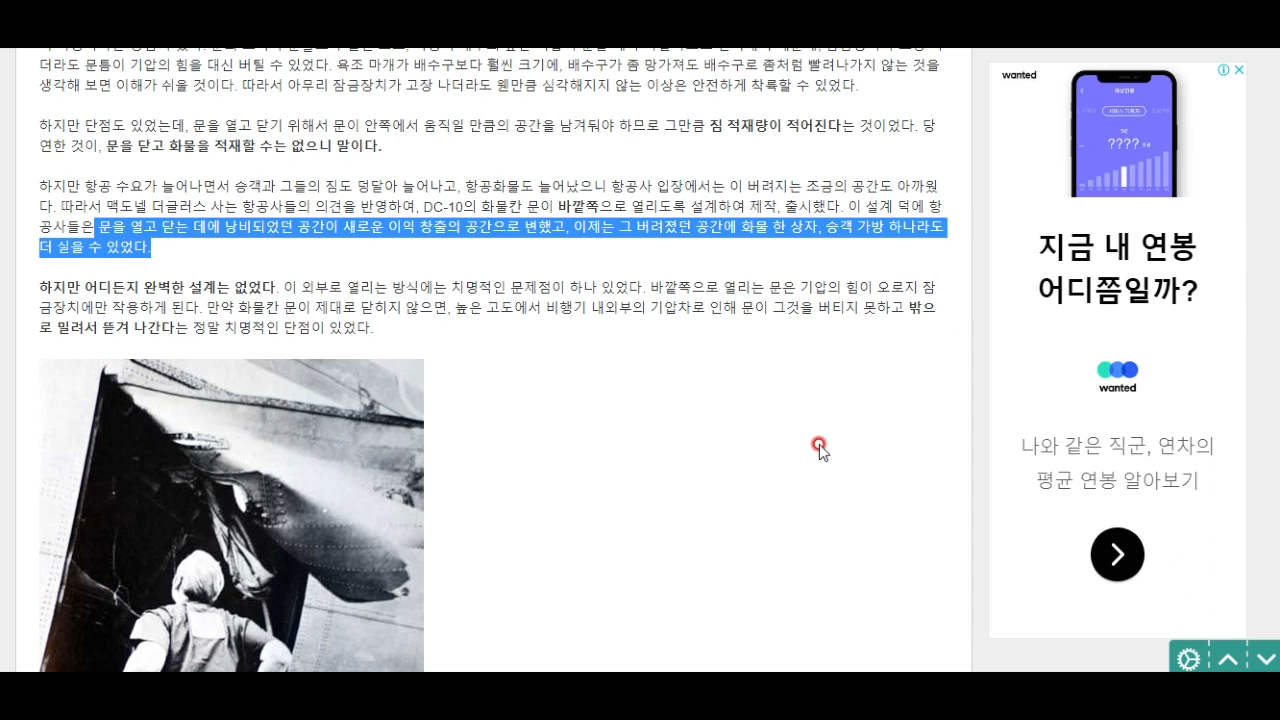 더라도 문틈이 기압의 힘을 대신 버틸 수 있었다. 욕조 마개가 배수구보다 훨씬 크기에, 배수구가 좀 망가져도 배수구로 좀처럼 빨려나가지 않는 것을
생각해 보면 이해가 쉬울 것이다. 따라서 아무리 잠금장치가 고장 나더라도 웬만큼 심각해지지 않는 이상은 안전하게 착륙할 수 있었다.
하지만 단점도 있었는데, 문을 열고 닫기 위해서 문이 안쪽에서 움직일 만큼의 공간을 남겨둬야 하므로 그만큼 짐 적재량이 적어진다는 것이었다. 당
연한 것이, 문을 닫고 화물을 적재할 수는 없으니 말이다.
하지만 항공 수요가 늘어나면서 승객과 그들의 짐도 덩달아 늘어나고, 항공화물도 늘어났으니 항공사 입장에서는 이 버려지는 조금의 공간도 아까웠
다. 따라서 맥도넬 더글러스 사는 항공사들의 의견을 반영하여, DC-10의 화물칸 문이 바깥쪽으로 열리도록 설계하여 제작, 출시했다. 이 설계 덕에 항
공사들은 문을 열고 닫는 데에 낭비되었던 공간이 새로운 이익 창출의 공간으로 변했고, 이제는 그 버려졌던 공간에 화물 한 상자, 승객 가방 하나라도
더 실을 수 있었다.
하지만 어디든지 완벽한 설계는 없었다. 이 외부로 열리는 방식에는 치명적인 문제점이 하나 있었다. 바깥쪽으로 열리는 문은 기압의 힘이 오로지 잠
금장치에만 작용하게 된다. 만약 화물칸 문이 제대로 닫히지 않으면, 높은 고도에서 비행기 내외부의 기압차로 인해 문이 그것을 버티지 못하고 밖으
로 밀려서 뜯겨 나간다는 정말 치명적인 단점이 있었다.
wanted
????
지금 내 연봉
어디쯤일까?
wanted
나와 같은 직군, 연차의
평균 연봉 알아보기